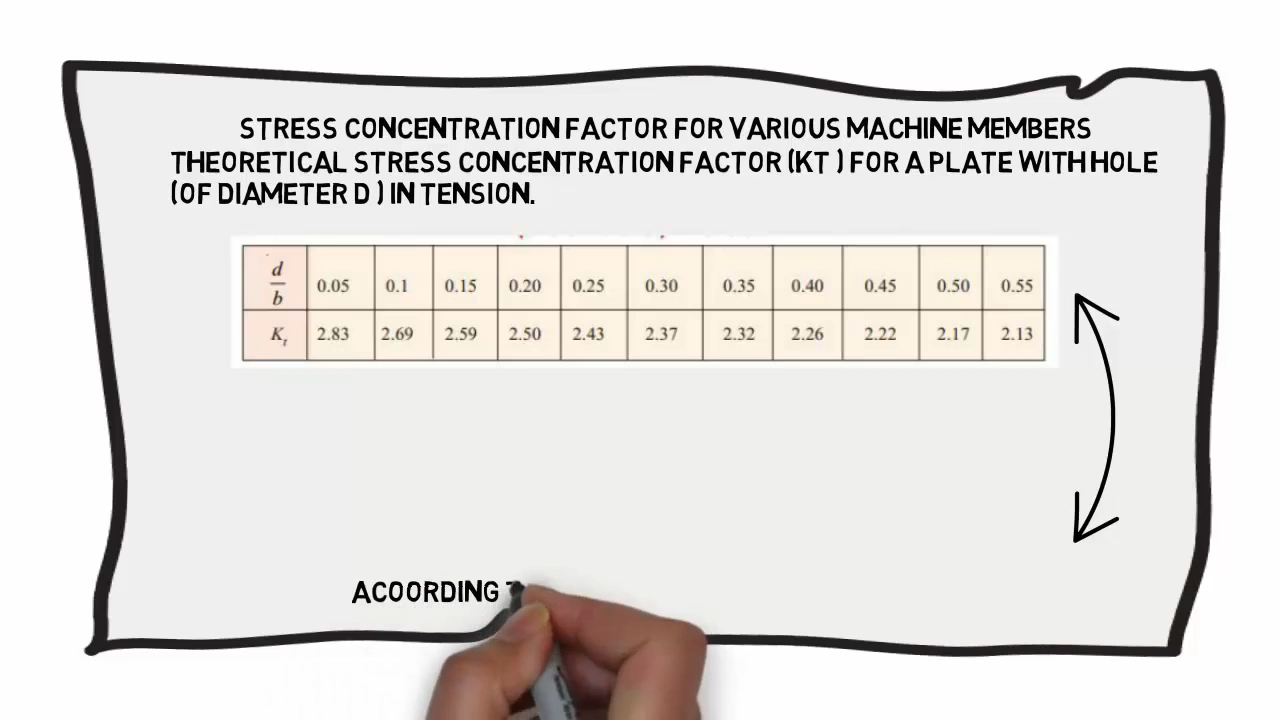 STRESS CONCENTRATION FACTOR FOR VARIOUS MACHINE MEMBERS
THEORETICAL STRESS CONCENTRATION FACTOR (KT ) FOR A PLATE WITH HOLE
(OF DIAMETER D ) IN TENSION.
d/b 0.05 0.1 0.15 0.20 0.25 0.30 0.35 0.40 0.45 0.50 0.55
Kt 2.83 2.69 2.59 2.50 2.43 2.37 2.32 2.26 2.22 2.17 2.13
ACOORDING